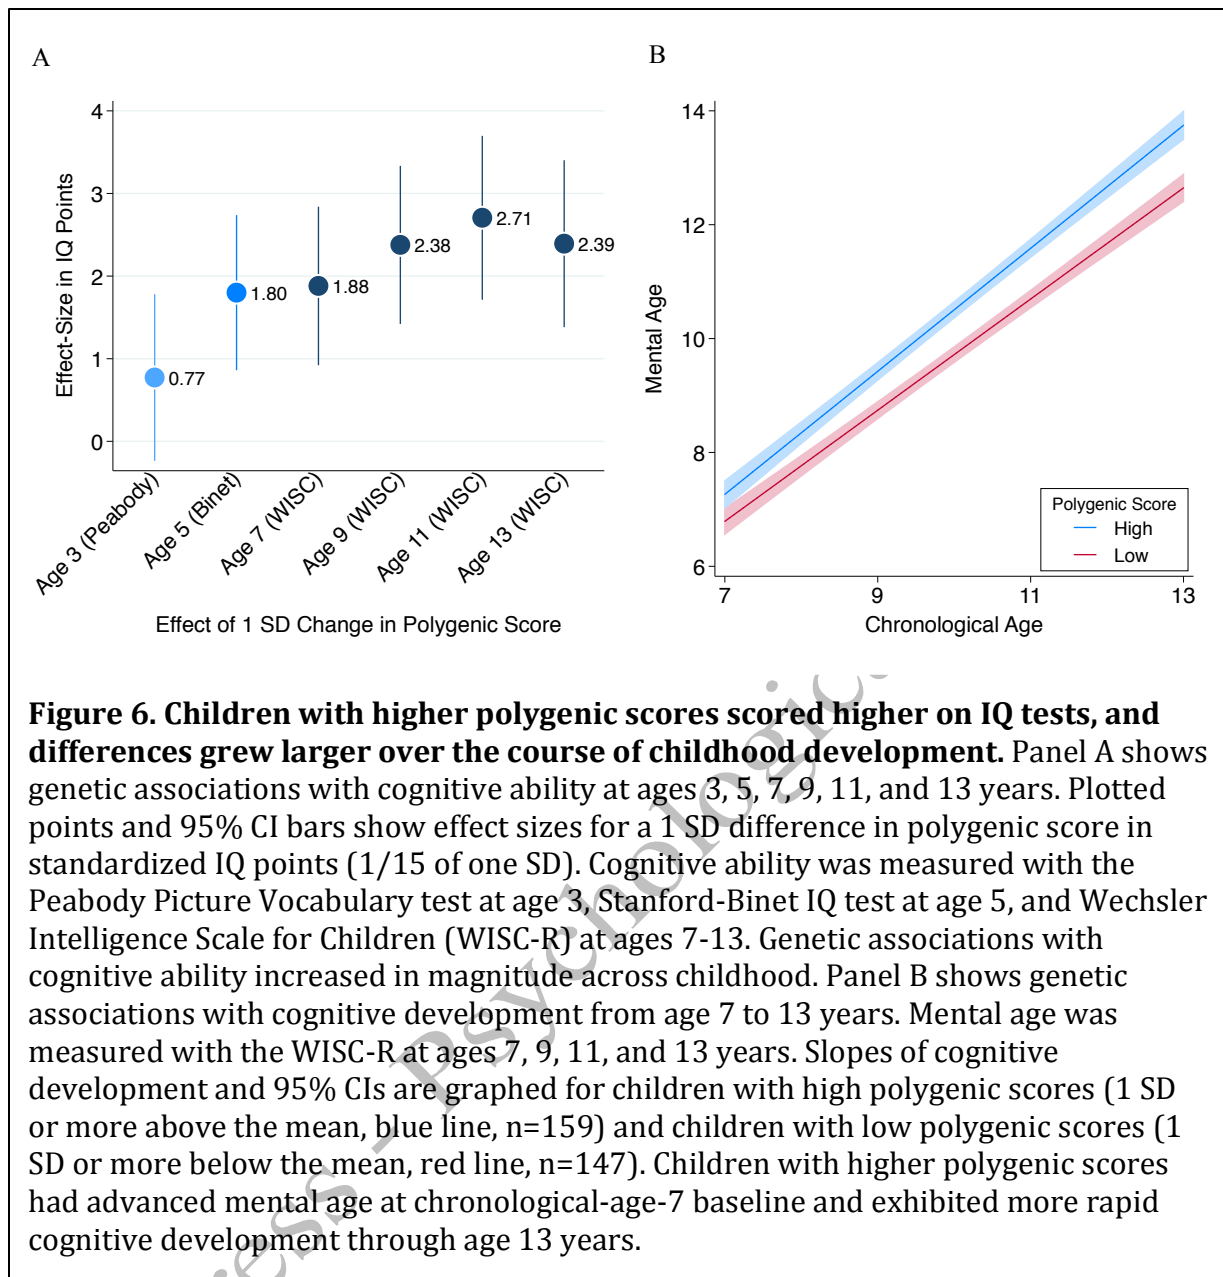 A
B
4
3
2
1
0
Effect-Size in IQ Points
0.77
1.80
1.88
2.38
2.71
2.39
Age 3 (Peabody)
Age 5 (Binet)
Age 7 (WISC)
Age 9 (WISC)
Age 11 (WISC)
Age 13 (WISC)
Effect of 1 SD Change in Polygenic Score
14
12
10
8
6
Mental Age
Polygenic Score
High
Low
7
9
11
13
Chronological Age
Figure 6. Children with higher polygenic scores scored higher on IQ tests, and
differences grew larger over the course of childhood development. Panel A shows
genetic associations with cognitive ability at ages 3, 5, 7, 9, 11, and 13 years. Plotted
points and 95% CI bars show effect sizes for a 1 SD difference in polygenic score in
standardized IQ points (1/15 of one SD). Cognitive ability was measured with the
Peabody Picture Vocabulary test at age 3, Stanford-Binet IQ test at age 5, and Wechsler
Intelligence Scale for Children (WISC-R) at ages 7-13. Genetic associations with
cognitive ability increased in magnitude across childhood. Panel B shows genetic
associations with cognitive development from age 7 to 13 years. Mental age was
measured with the WISC-R at ages 7, 9, 11, and 13 years. Slopes of cognitive
development and 95% CIs are graphed for children with high polygenic scores (1 SD
or more above the mean, blue line, n=159) and children with low polygenic scores (1
SD or more below the mean, red line, n=147). Children with higher polygenic scores
had advanced mental age at chronological-age-7 baseline and exhibited more rapid
cognitive development through age 13 years.